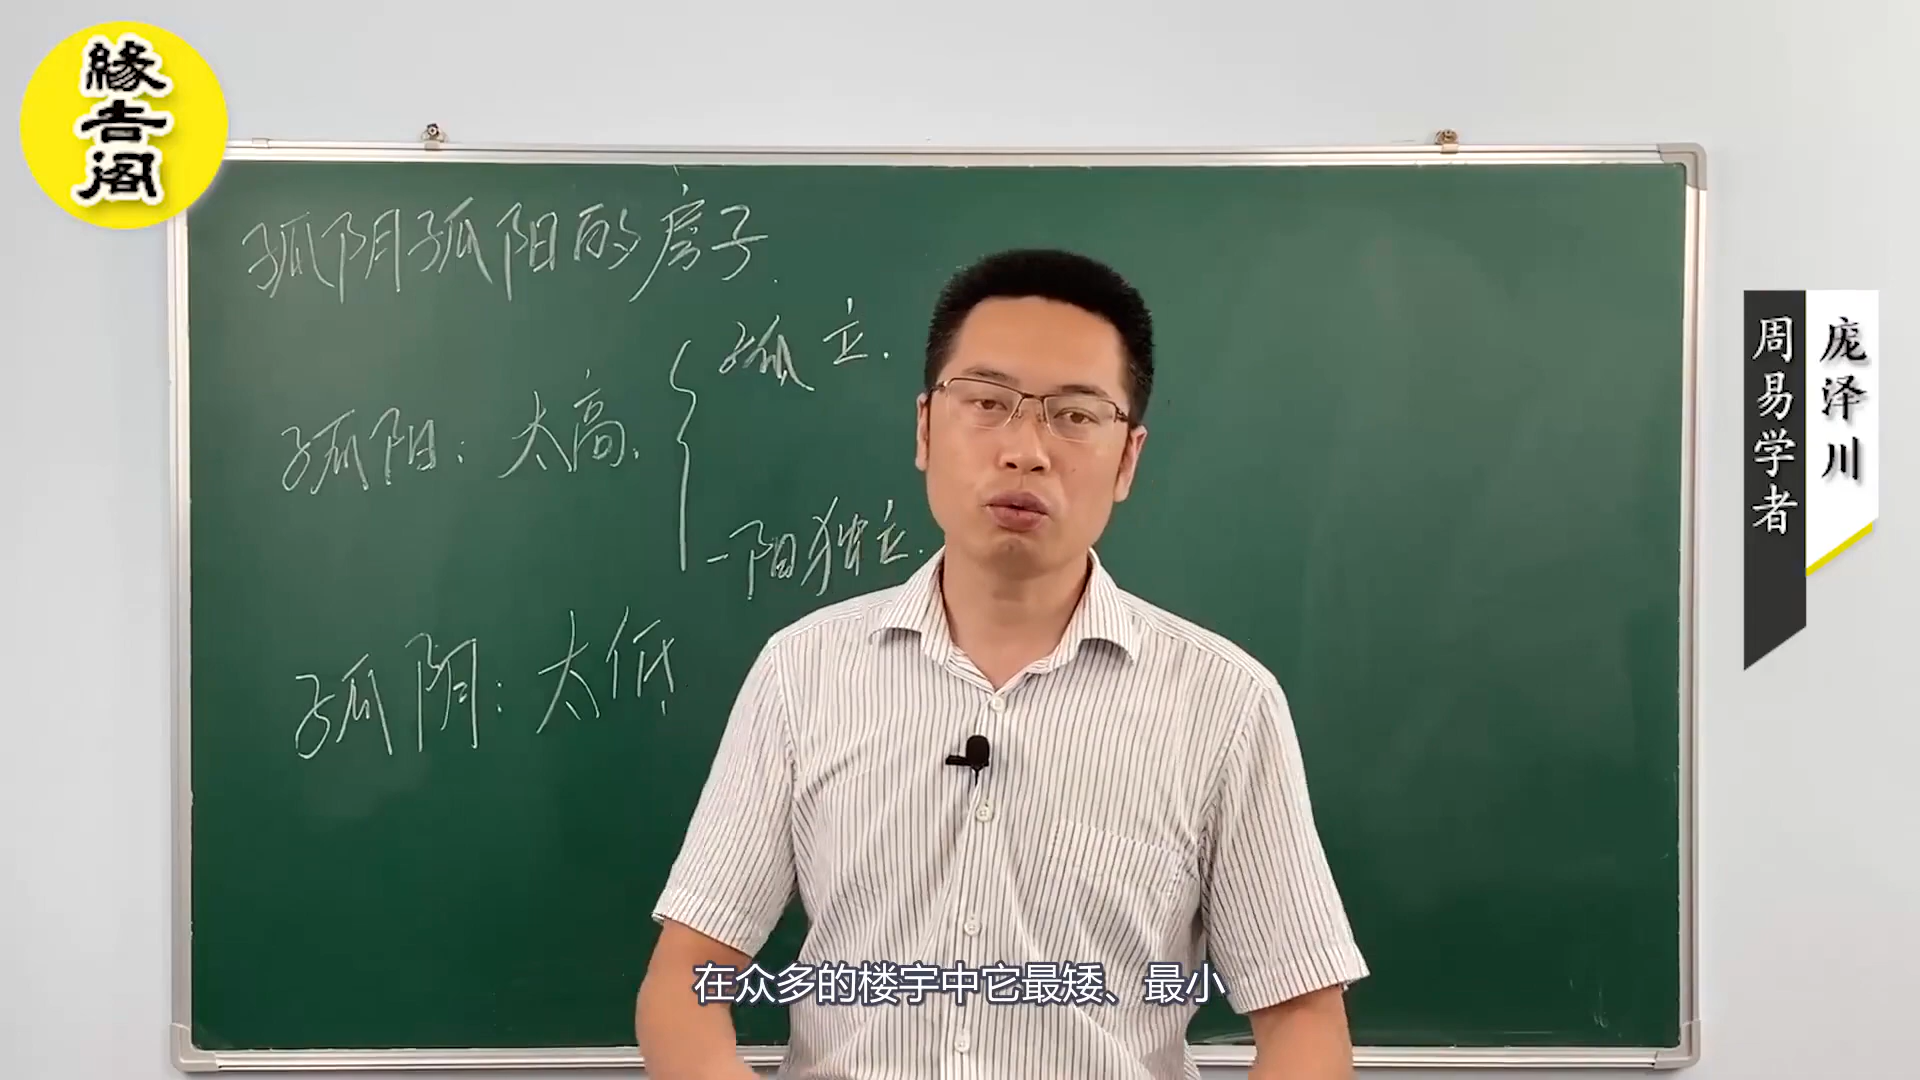 緣吉阁
孤阴孤阳的房子.
孤立.
孤阳:太高.
一阳独立.
孤阴:太低
庞泽川
周易学者
在众多的楼宇中它最矮、最小